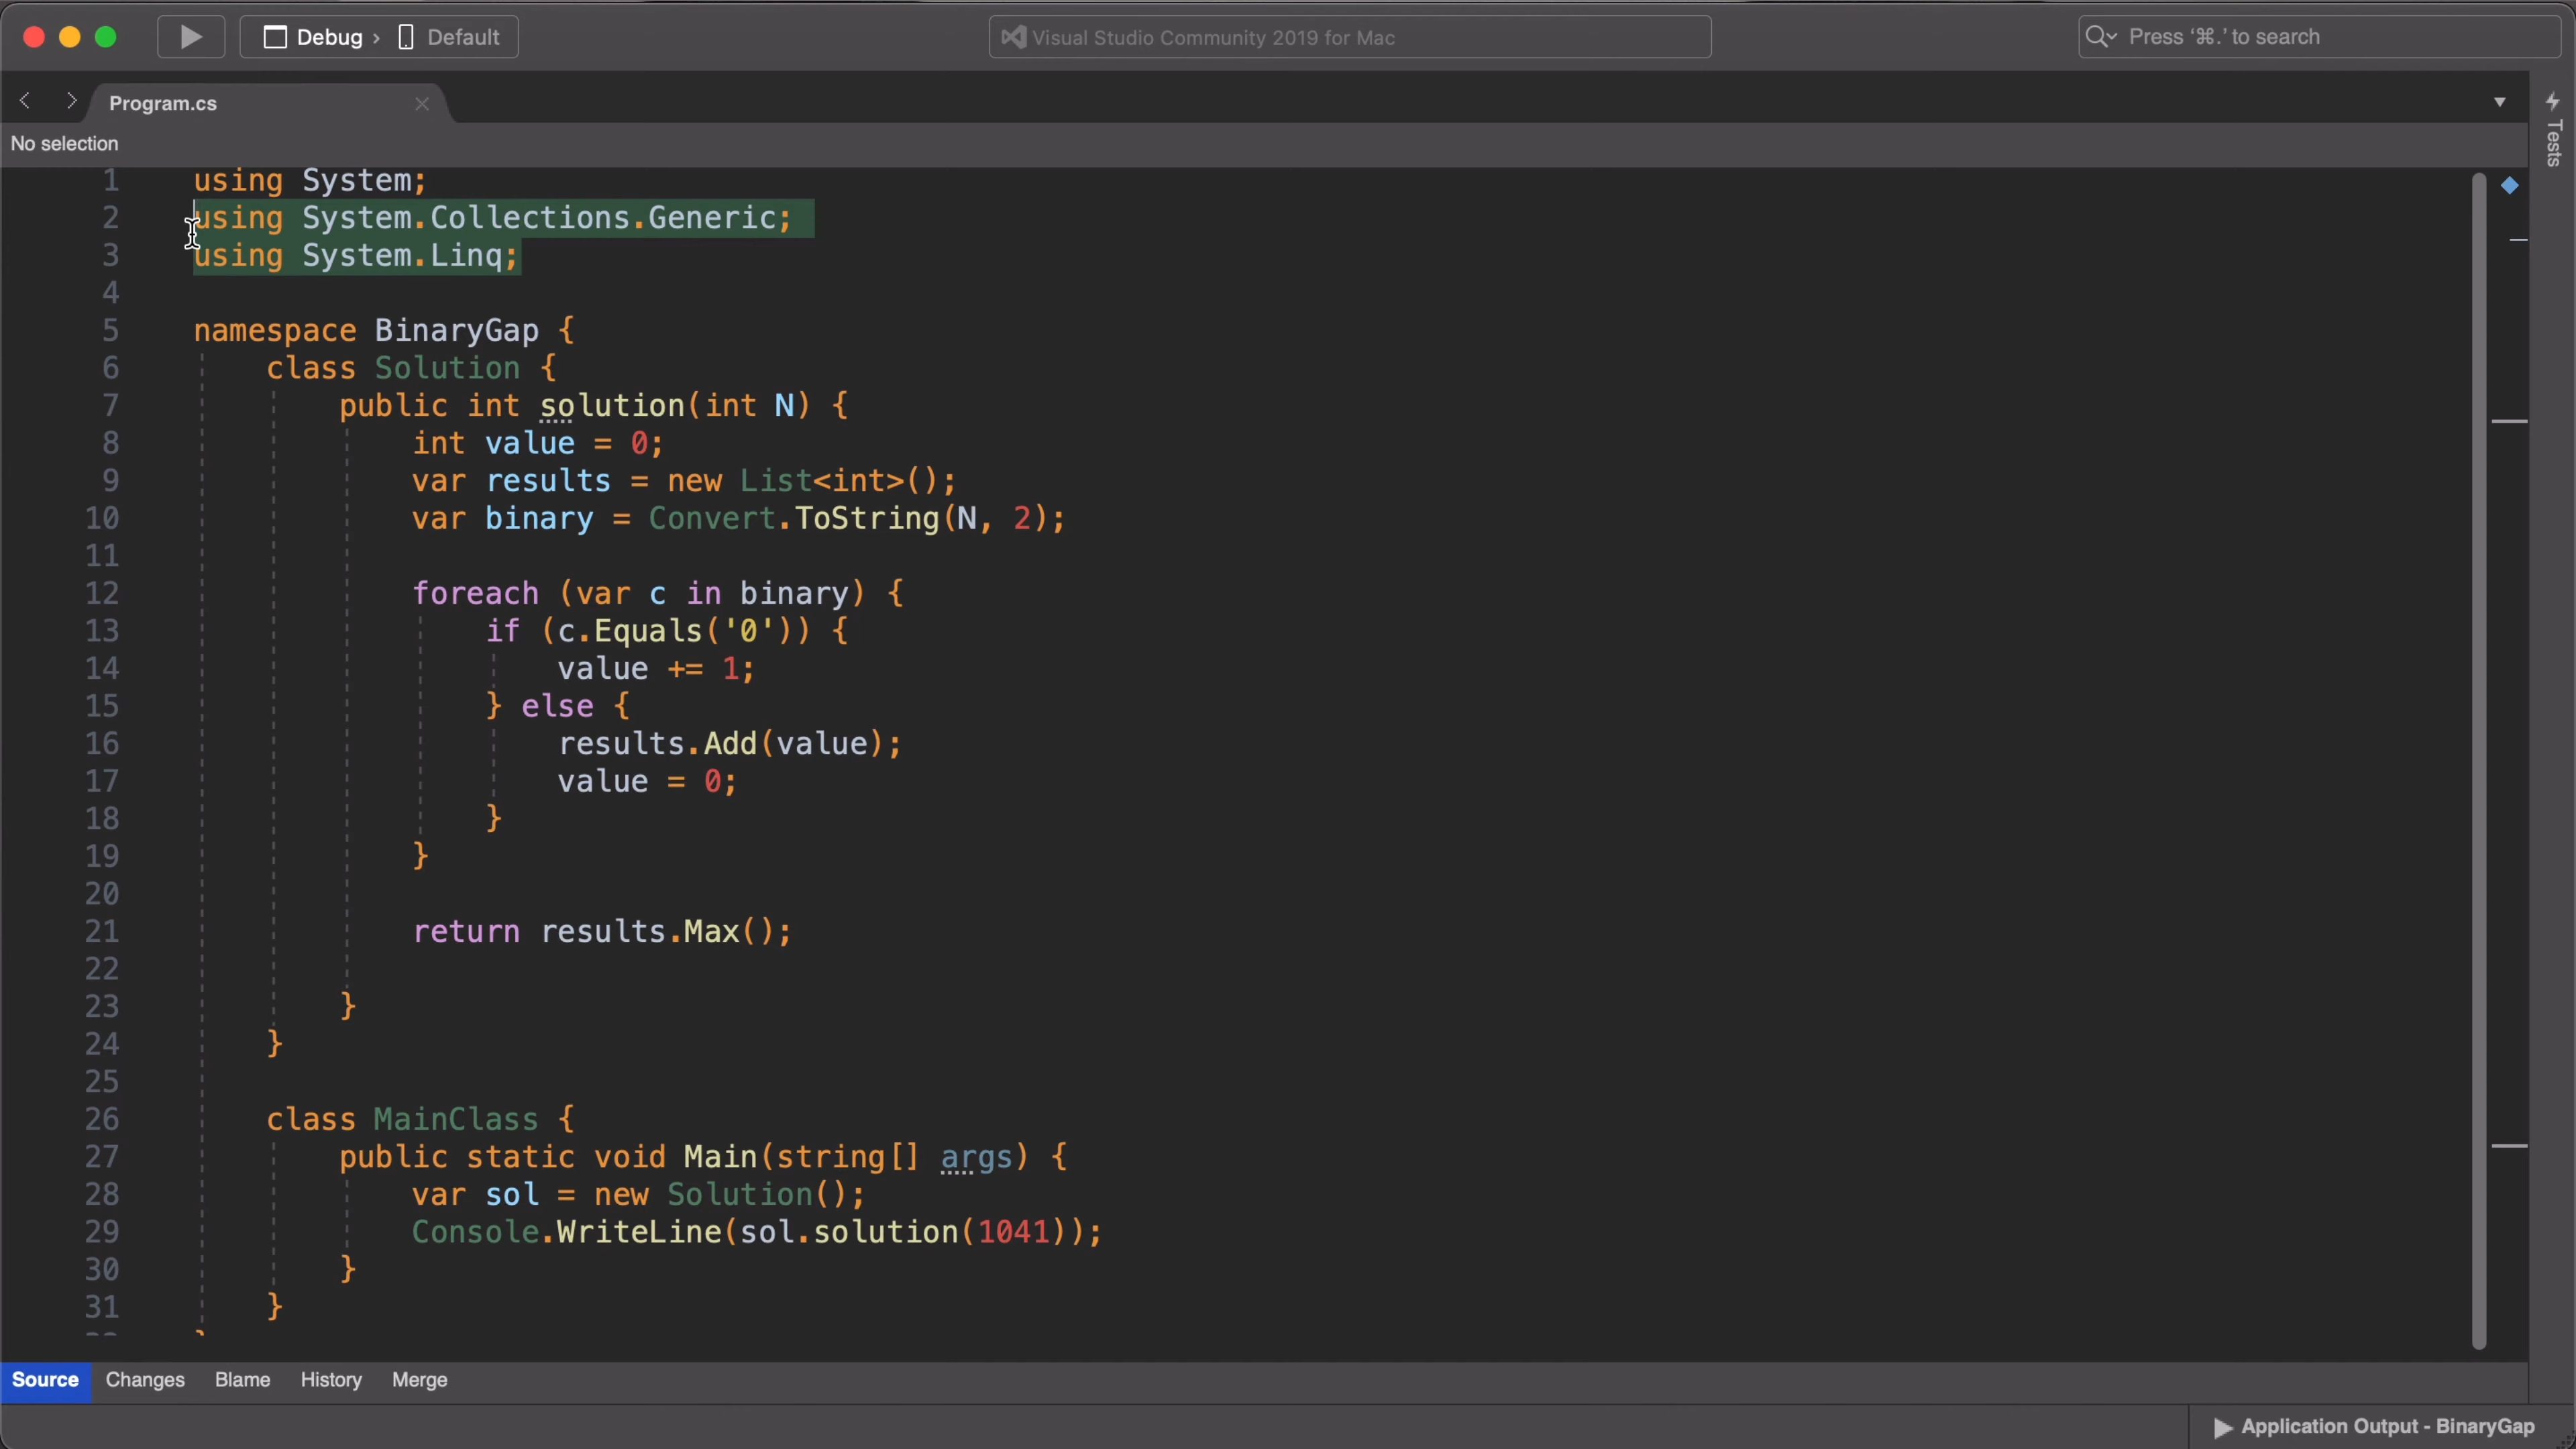 Debug › Default
Visual Studio Community 2019 for Mac
Press ‘⌘.’ to search
Program.cs
Tests
No selection
1 using System;
2 using System.Collections.Generic;
3 using System.Linq;
4
5 namespace BinaryGap {
6 class Solution {
7 public int solution(int N) {
8 int value = 0;
9 var results = new List<int>();
10 var binary = Convert.ToString(N, 2);
11
12 foreach (var c in binary) {
13 if (c.Equals('0')) {
14 value += 1;
15 } else {
16 results.Add(value);
17 value = 0;
18 }
19 }
20
21 return results.Max();
22
23 }
24 }
25
26 class MainClass {
27 public static void Main(string[] args) {
28 var sol = new Solution();
29 Console.WriteLine(sol.solution(1041));
30 }
31 }
Source Changes Blame History Merge
Application Output - BinaryGap